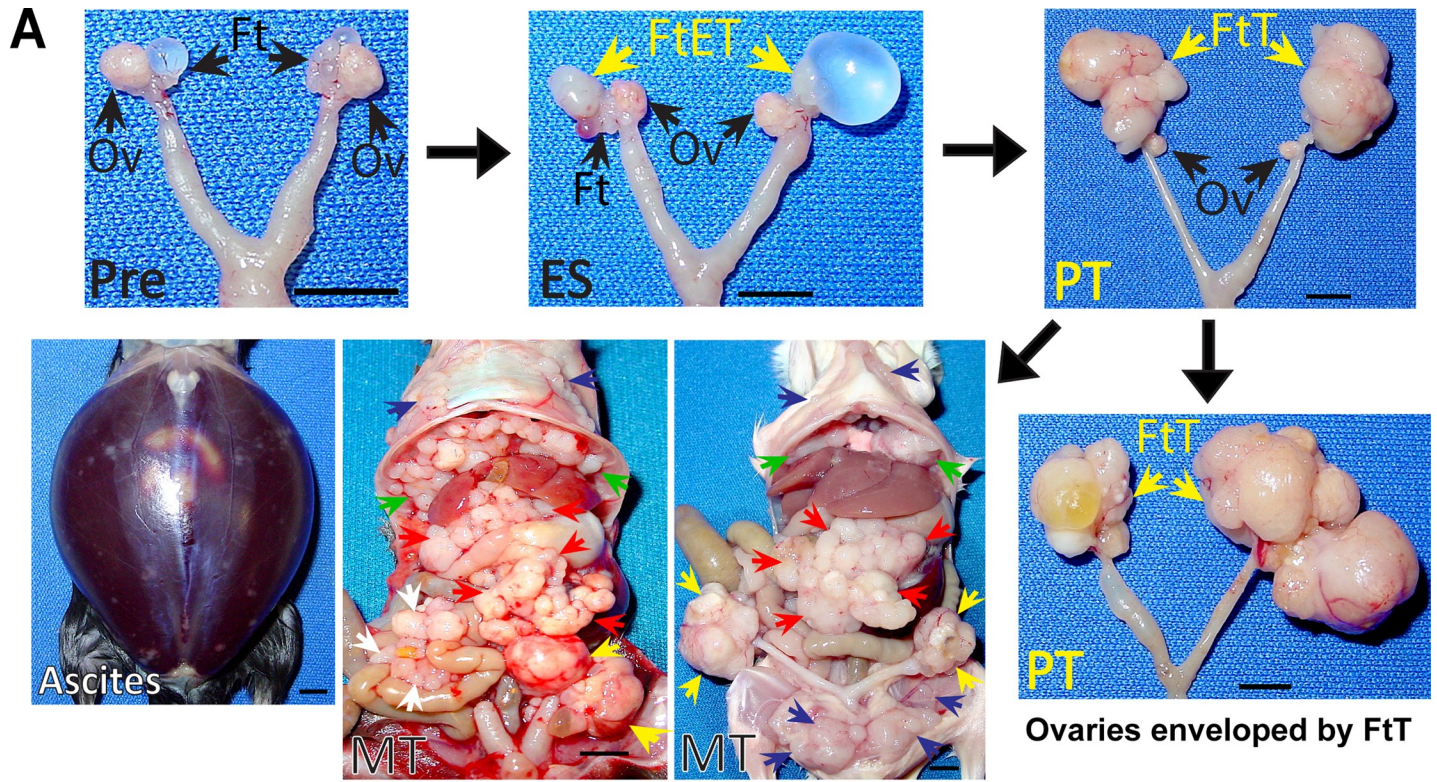 A
Ft
Ov
Ov
Pre
FtET
Ov
Ft
ES
FtT
Ov
PT
Ascites
MT
MT
FtT
PT
Ovaries enveloped by FtT